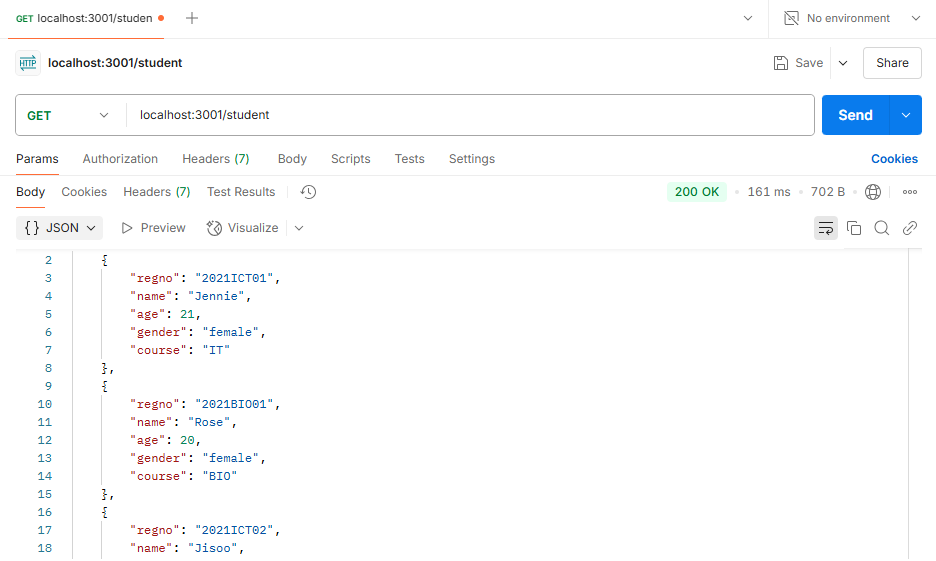 GET localhost:3001/studen
No environment
HTTP localhost:3001/student Save Share
GET localhost:3001/student Send
Params Authorization Headers (7) Body Scripts Tests Settings Cookies
Body Cookies Headers (7) Test Results 200 OK 161 ms 702 B
{} JSON Preview Visualize
2 {
3 "regno": "2021ICT01",
4 "name": "Jennie",
5 "age": 21,
6 "gender": "female",
7 "course": "IT"
8 },
9 {
10 "regno": "2021BIO01",
11 "name": "Rose",
12 "age": 20,
13 "gender": "female",
14 "course": "BIO"
15 },
16 {
17 "regno": "2021ICT02",
18 "name": "Jisoo",